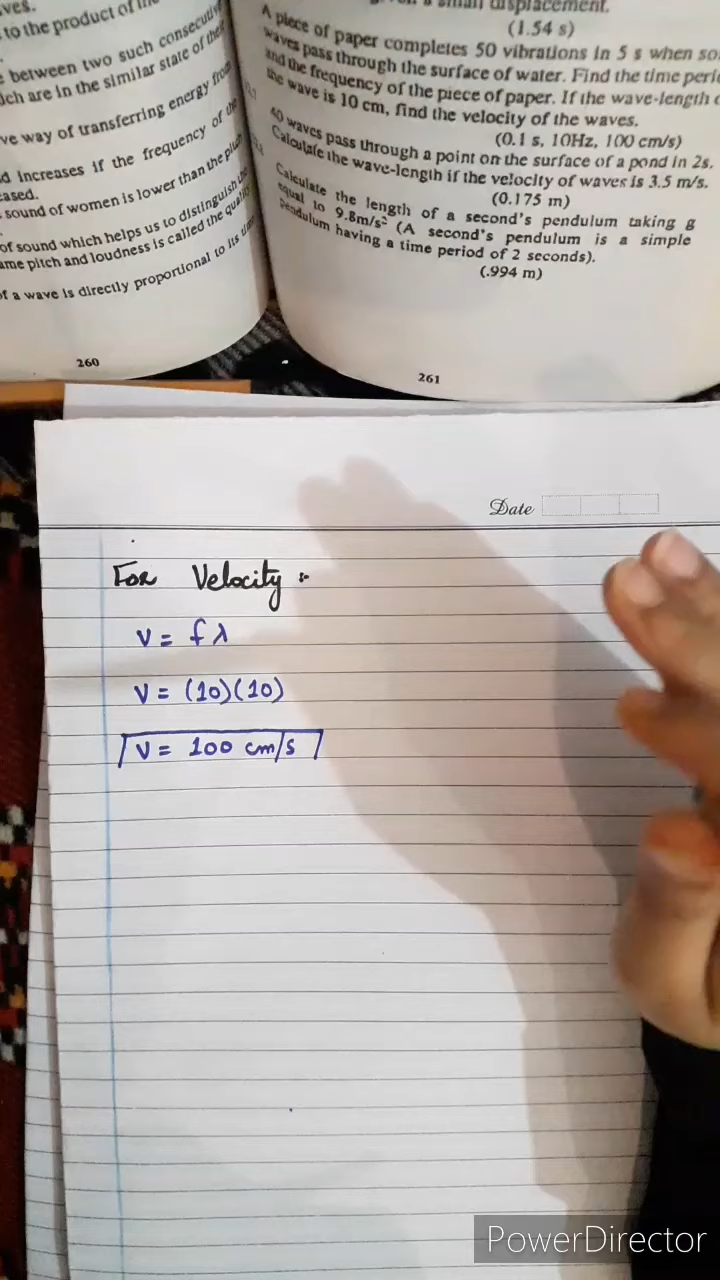 ves.
to the product of
between two such consecutive
ich are in the similar state of their
ve way of transferring energy from
d increases if the frequency of the
eased.
sound of women is lower than the pitch
of sound which helps us to distinguish the
ame pitch and loudness is called the quality
of a wave is directly proportional to its
260
a small displacement.
(1.54 s)
A piece of paper completes 50 vibrations in 5 s when so
waves pass through the surface of water. Find the time peri
and the frequency of the piece of paper. If the wave-length
the wave is 10 cm, find the velocity of the waves.
(0.1 s, 10Hz, 100 cm/s)
40 waves pass through a point on the surface of a pond in 2s.
Calculate the wave-length if the velocity of waves is 3.5 m/s.
(0.175 m)
Calculate the length of a second's pendulum taking g
equal to 9.8m/s² (A second's pendulum is a simple
pendulum having a time period of 2 seconds).
(.994 m)
261
Date
For Velocity :-
v = fλ
v = (10)(10)
v = 100 cm/s
PowerDirector